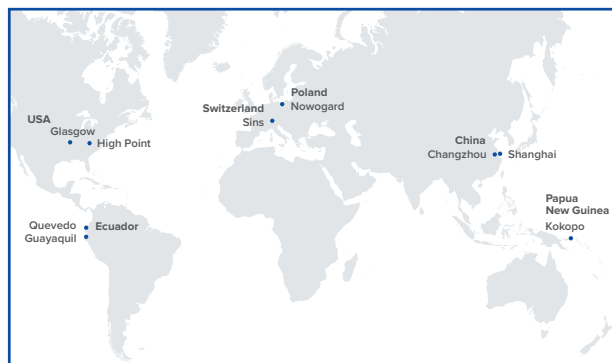 USA
Glasgow
High Point
Switzerland
Sins
Poland
Nowogard
China
Changzhou
Shanghai
Papua
New Guinea
Kokopo
Quevedo
Guayaquil
Ecuador